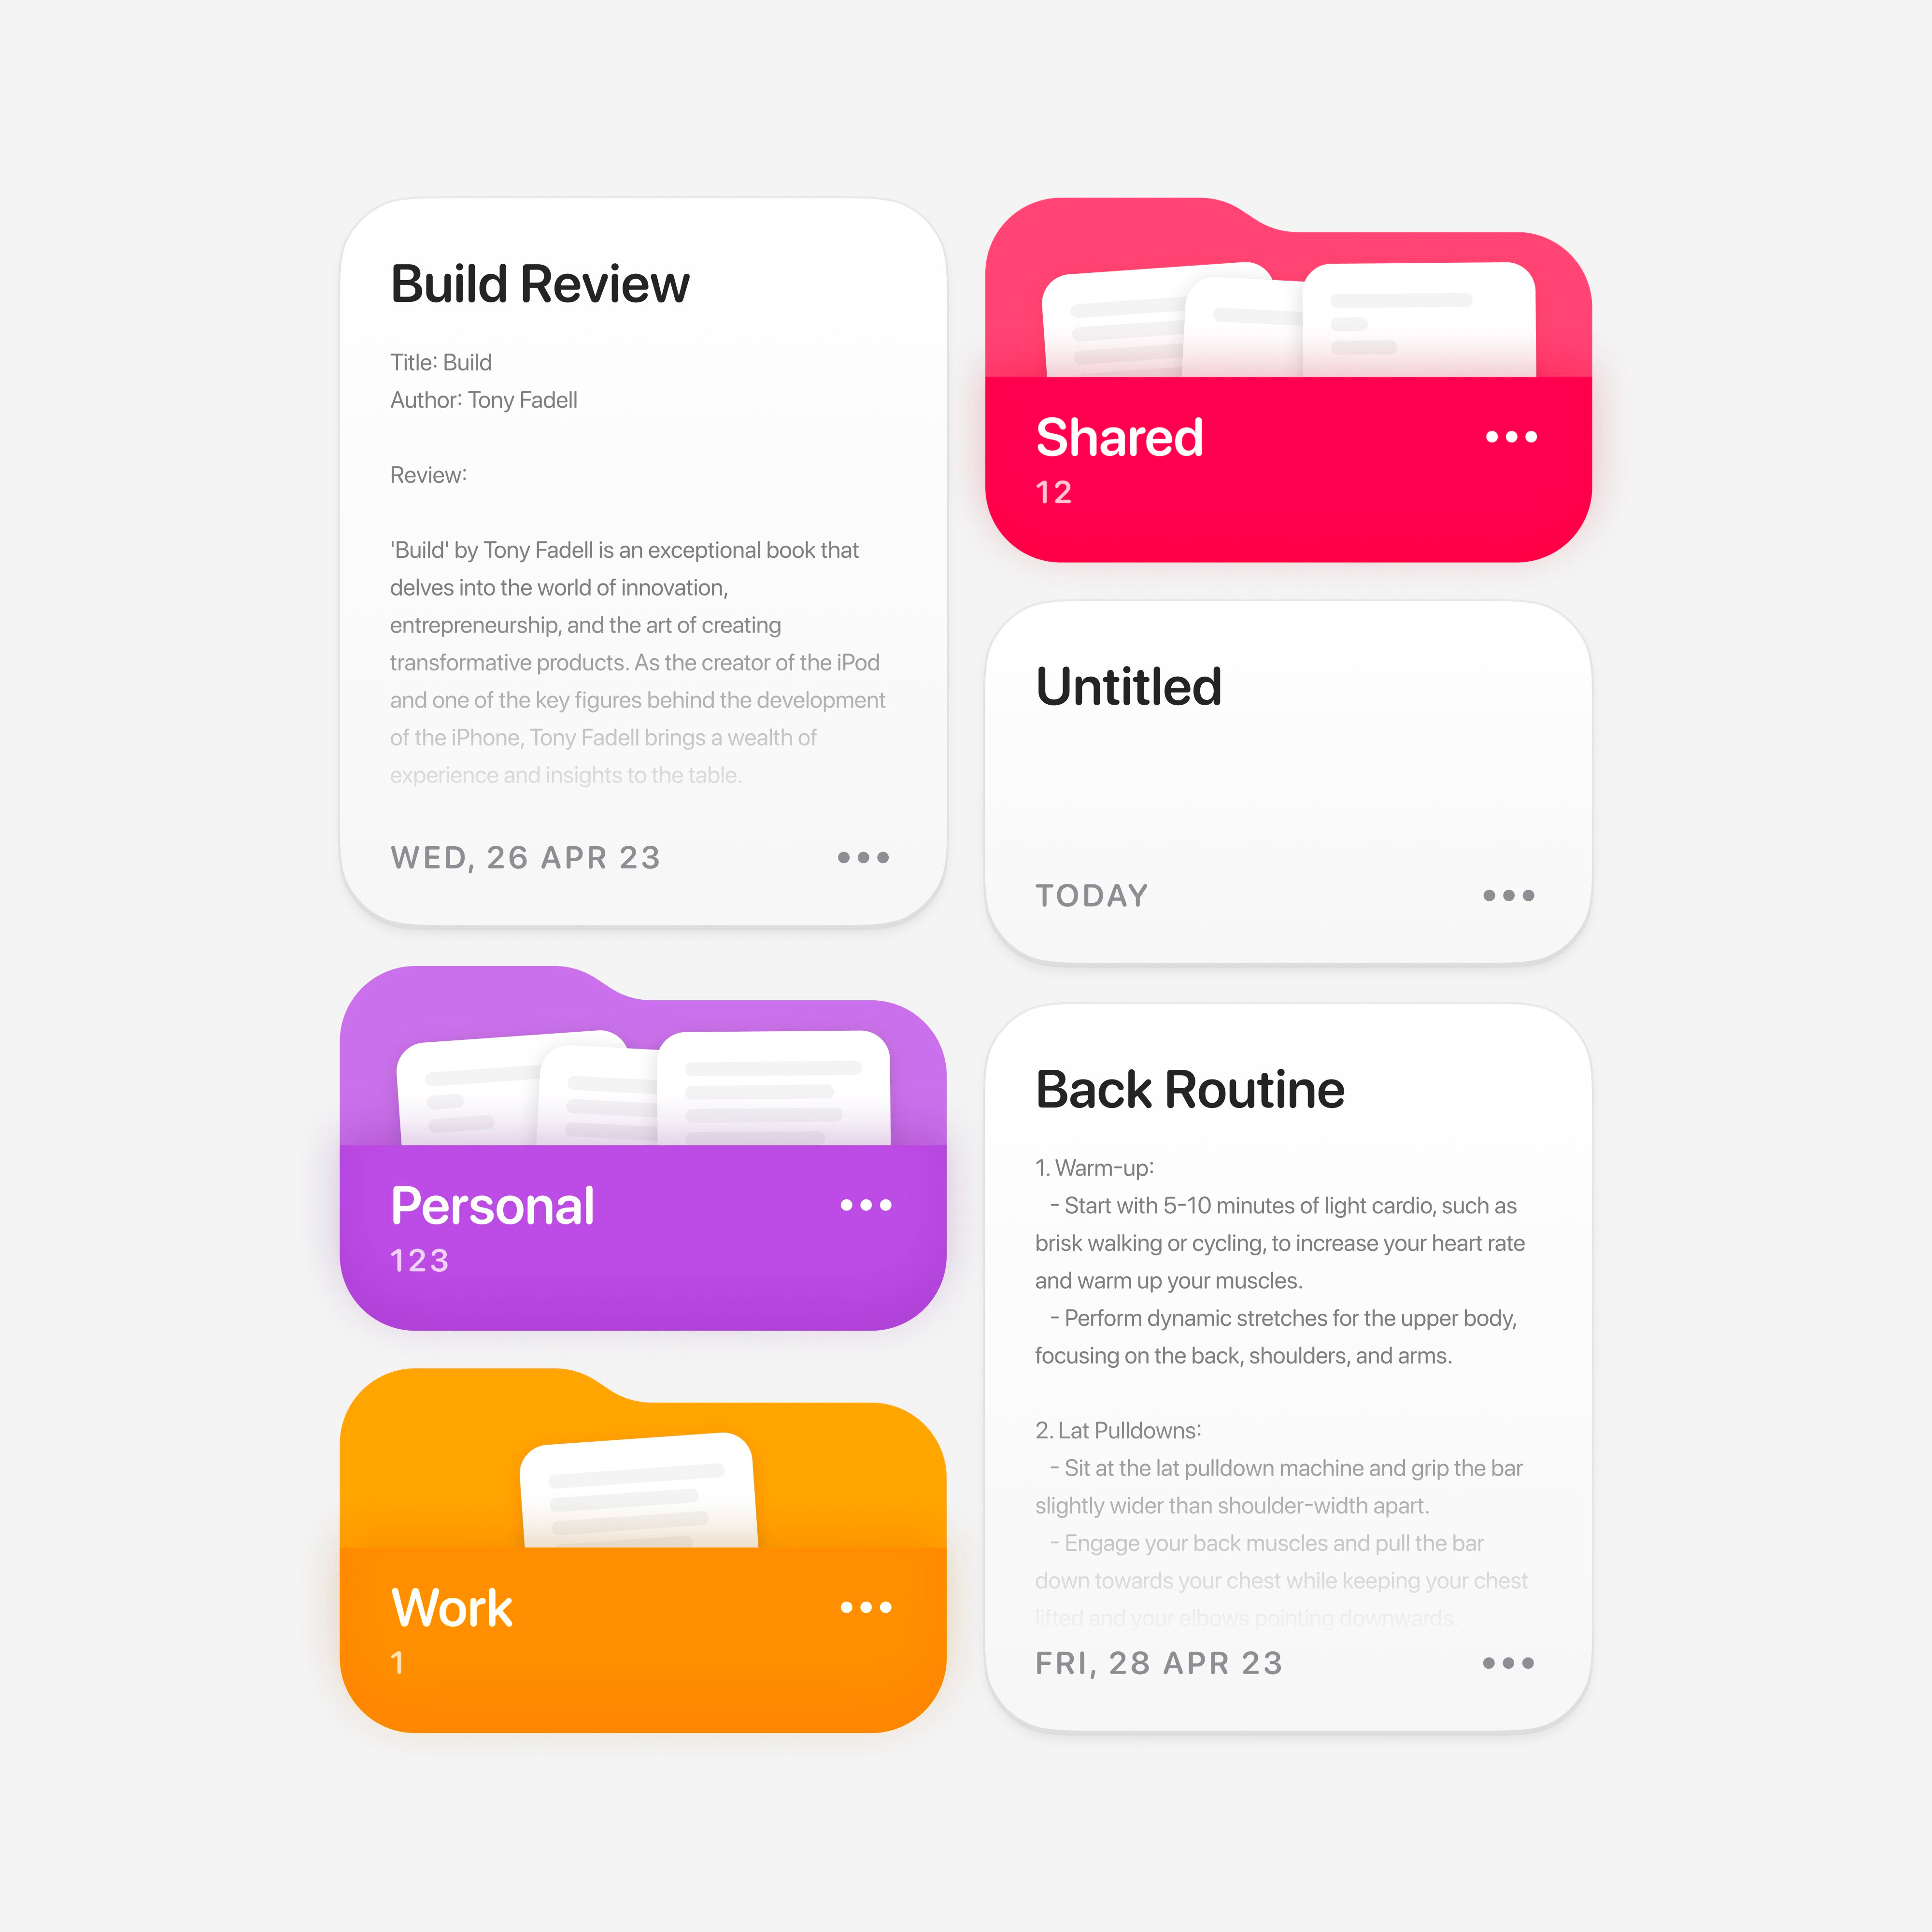 Build Review
Title: Build
Author: Tony Fadell
Review:
'Build' by Tony Fadell is an exceptional book that
delves into the world of innovation,
entrepreneurship, and the art of creating
transformative products. As the creator of the iPod
and one of the key figures behind the development
of the iPhone, Tony Fadell brings a wealth of
experience and insights to the table.
WED, 26 APR 23
Personal
123
Work
1
Shared
12
Untitled
TODAY
Back Routine
1. Warm-up:
- Start with 5-10 minutes of light cardio, such as
brisk walking or cycling, to increase your heart rate
and warm up your muscles.
- Perform dynamic stretches for the upper body,
focusing on the back, shoulders, and arms.
2. Lat Pulldowns:
- Sit at the lat pulldown machine and grip the bar
slightly wider than shoulder-width apart.
- Engage your back muscles and pull the bar
down towards your chest while keeping your chest
lifted and your elbows pointing downwards.
FRI, 28 APR 23